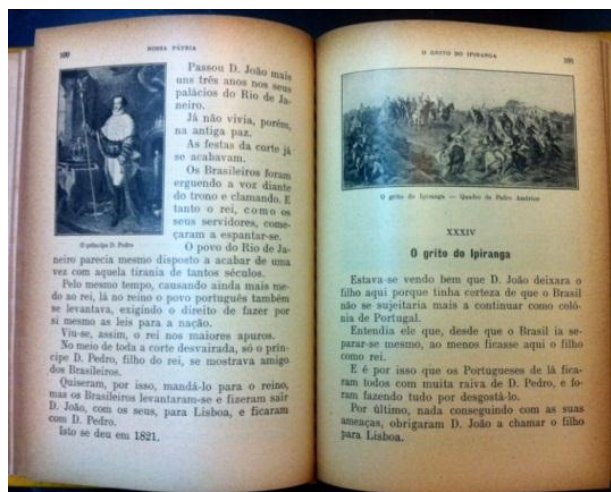 100
NOSSA PÁTRIA
Passou D. João mais
uns três anos nos seus
palácios do Rio de Ja-
neiro.
Já não vivia, porém,
na antiga paz.
As festas da corte já
se acabavam.
Os Brasileiros foram
erguendo a voz diante
do trono e clamando. E
tanto o rei, como os
seus servidores, come-
çaram a espantar-se.
O príncipe D. Pedro
O povo do Rio de Ja-
neiro parecia mesmo disposto a acabar de uma
vez com aquela tirania de tantos séculos.
Pelo mesmo tempo, causando ainda mais me-
do ao rei, lá no reino o povo português também
se levantava, exigindo o direito de fazer por
si mesmo as leis para a nação.
Viu-se, assim, o rei nos maiores apuros.
No meio de toda a corte desvairada, só o prín-
cipe D. Pedro, filho do rei, se mostrava amigo
dos Brasileiros.
Quiseram, por isso, mandá-lo para o reino,
mas os Brasileiros levantaram-se e fizeram sair
D. João, com os seus, para Lisboa, e ficaram
com D. Pedro.
Isto se deu em 1821.
O GRITO DO IPIRANGA
101
O grito do Ipiranga — Quadro de Pedro Américo
XXXIV
O grito do Ipiranga
Estava-se vendo bem que D. João deixara o
filho aqui porque tinha certeza de que o Brasil
não se sujeitaria mais a continuar como colô-
nia de Portugal.
Entendia ele que, desde que o Brasil ia se-
parar-se mesmo, ao menos ficasse aqui o filho
como rei.
E é por isso que os Portugueses de lá fica-
ram todos com muita raiva de D. Pedro, e fo-
ram fazendo tudo por desgostá-lo.
Por último, nada conseguindo com as suas
ameaças, obrigaram D. João a chamar o filho
para Lisboa.